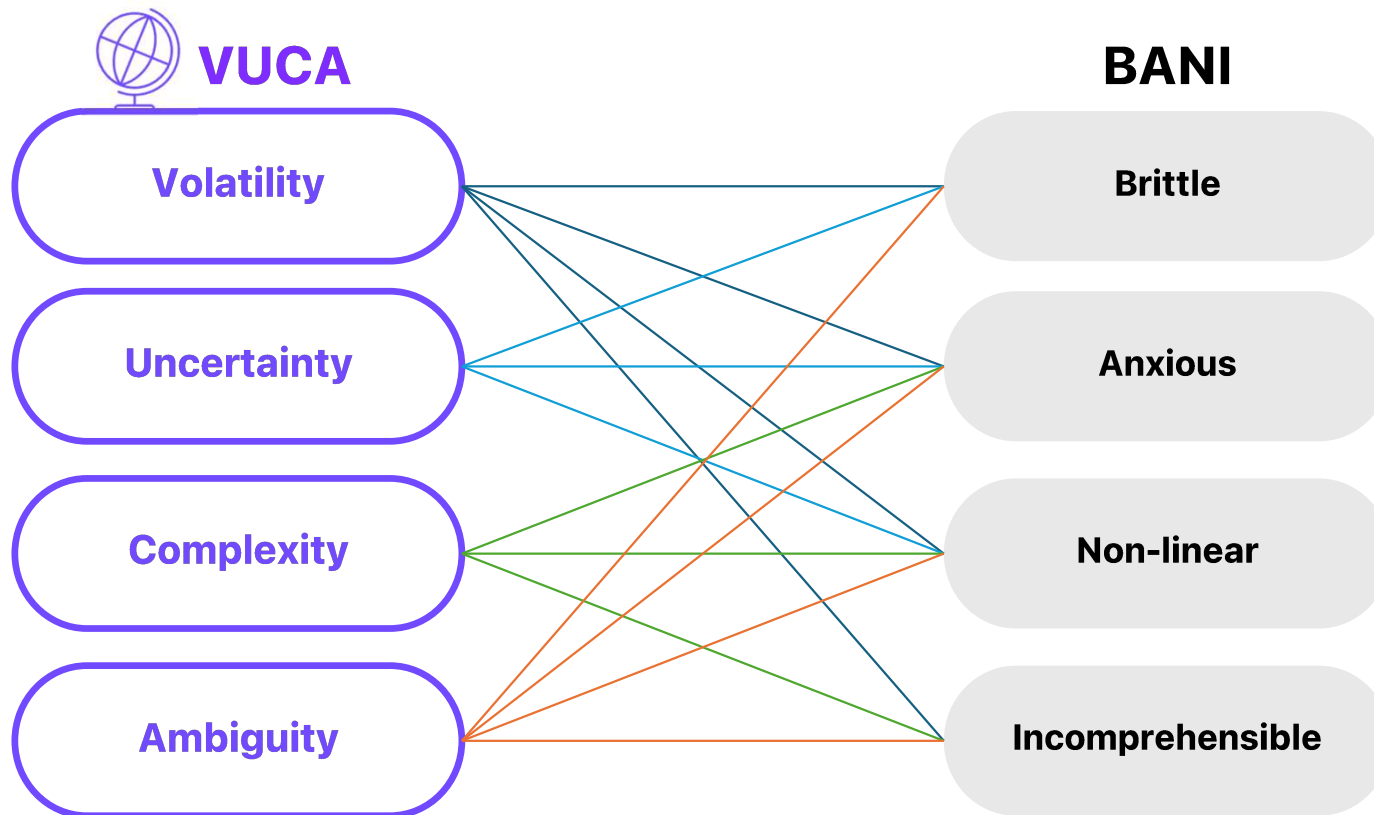 VUCA
BANI
Volatility
Brittle
Uncertainty
Anxious
Complexity
Non-linear
Ambiguity
Incomprehensible